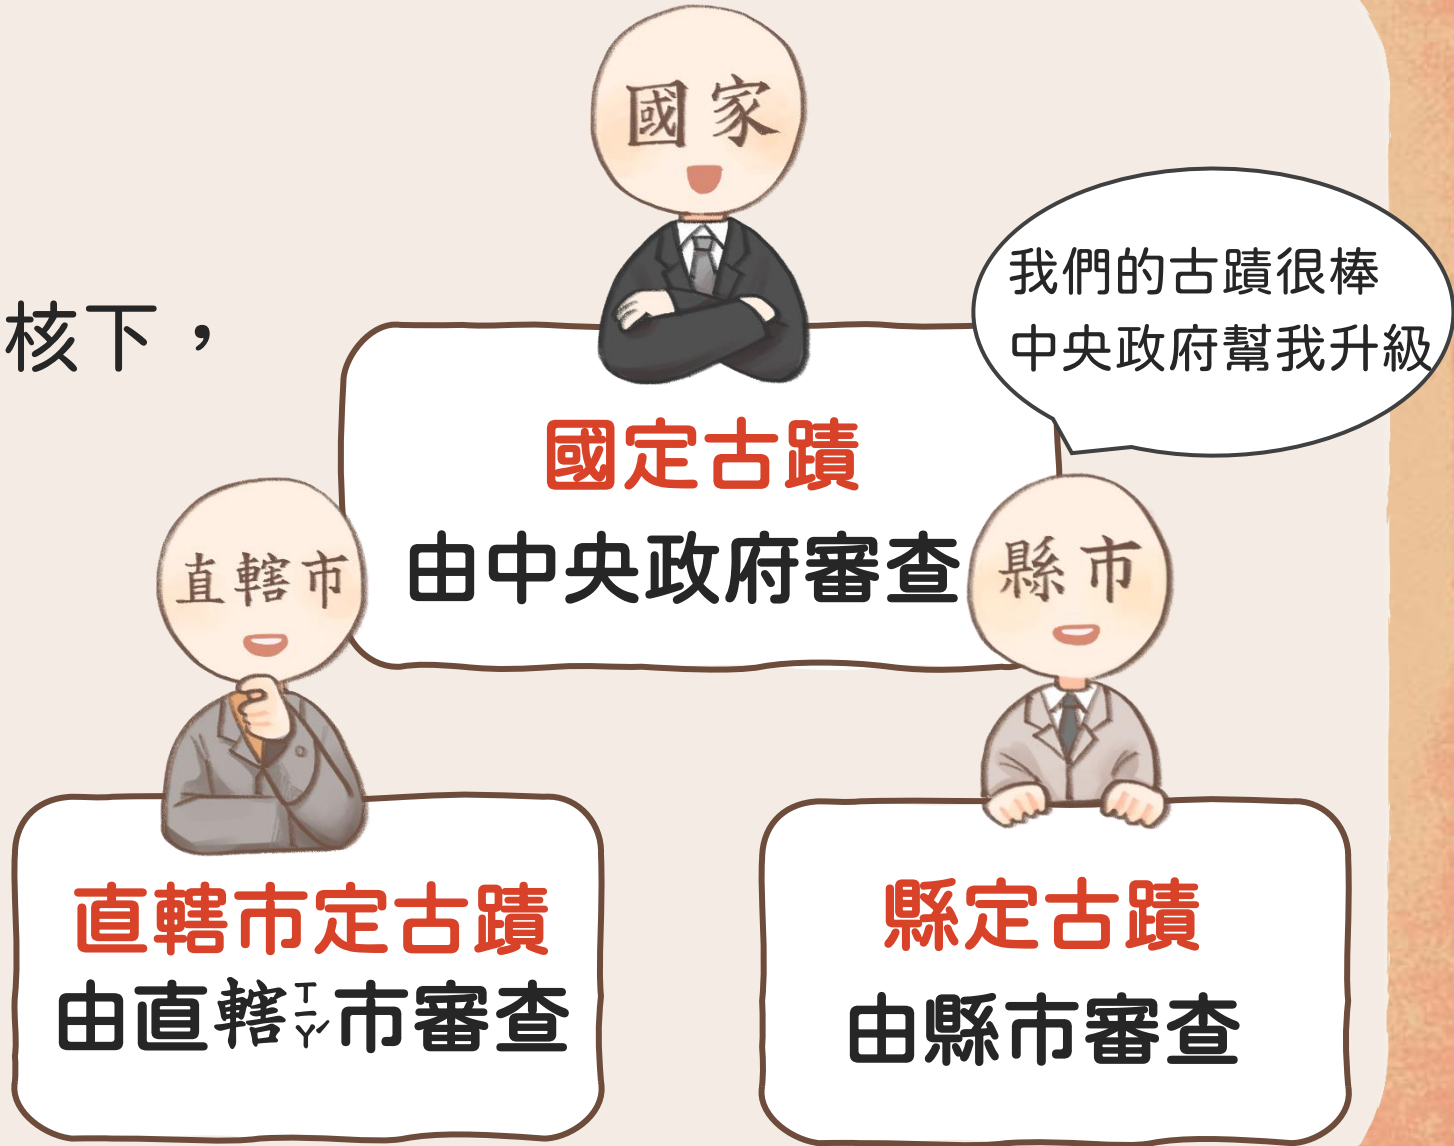 國家
我們的古蹟很棒
中央政府幫我升級
核下，
國定古蹟
由中央政府審查
直轄市
縣市
直轄市定古蹟
由直轄ㄒㄧㄚˊ市審查
縣定古蹟
由縣市審查